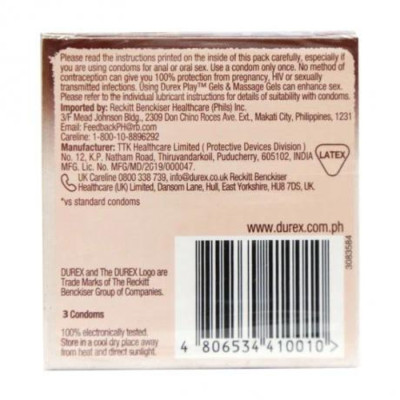 Please read the instructions printed on the inside of this pack carefully, especially if
you are using condoms for anal or oral sex. Use a condom only once. No method of
contraception can give you 100% protection from pregnancy, HIV or sexually
transmitted infections. Using Durex Play™ Gels & Massage Gels can enhance sex.
Please refer to the individual lubricant instructions for details of suitability with condoms.
Imported by:
Reckitt Benckiser Healthcare (Phils) Inc.
3/F Mead Johnson Bldg., 2309 Don Chino Roces Ave. Ext., Makati City, Philippines, 1231
Email: FeedbackPH@rb.com
Careline: 1-800-10-8896292
Manufacturer:
TTK Healthcare Limited ( Protective Devices Division )
No. 12, K.P. Natham Road, Thiruvandarkoil, Puducherry, 605102, INDIA
MFG. Lic. No. MFG/MD/2019/000047.
UK Careline 0800 338 739, info@durex.co.uk Reckitt Benckiser
Healthcare (UK) Limited, Dansom Lane, Hull, East Yorkshire, HU8 7DS, UK.
*vs standard condoms
LATEX
www.durex.com.ph
3083584
DUREX and The DUREX Logo are
Trade Marks of The Reckitt
Benckiser Group of Companies.
3 Condoms
100% electronically tested.
Store in a cool dry place away
from heat and direct sunlight.
4 806534 410010 >